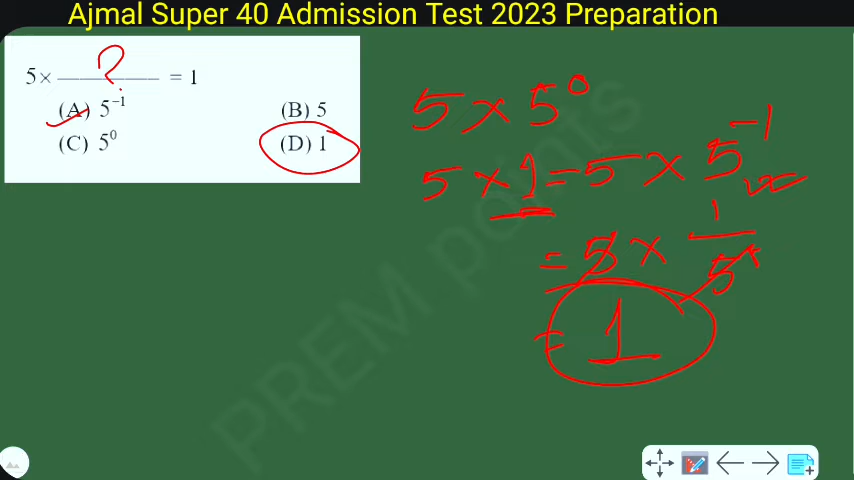 Ajmal Super 40 Admission Test 2023 Preparation
5× ________ = 1
?
(A) 5⁻¹ (B) 5
(C) 5⁰ (D) 1
5 × 5⁰
5 × 1 = 5 × 5⁻¹
= 5 × 1/5
= 1
PREM points